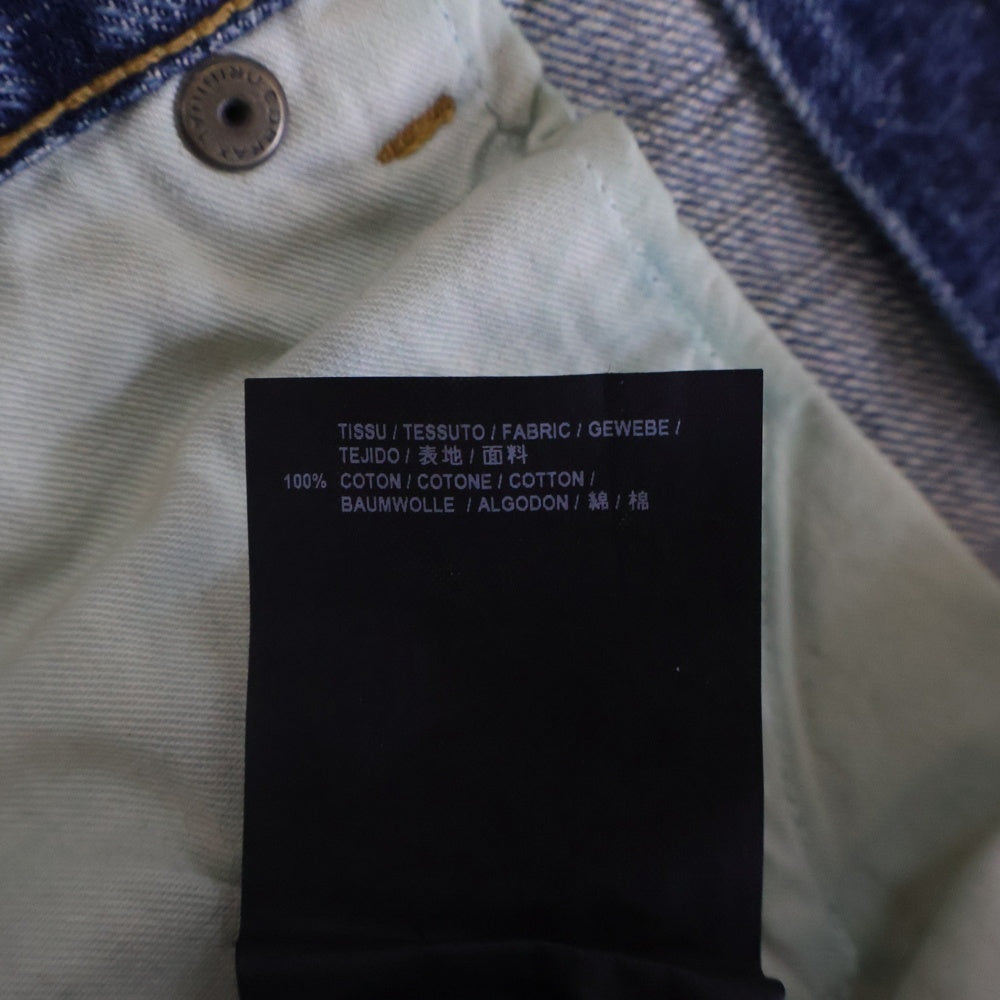 TISSU / TESSUTO / FABRIC / GEWEBE /
TEJIDO / 表地 / 面料
100% COTON / COTONE / COTTON /
BAUMWOLLE / ALGODON / 綿 / 棉